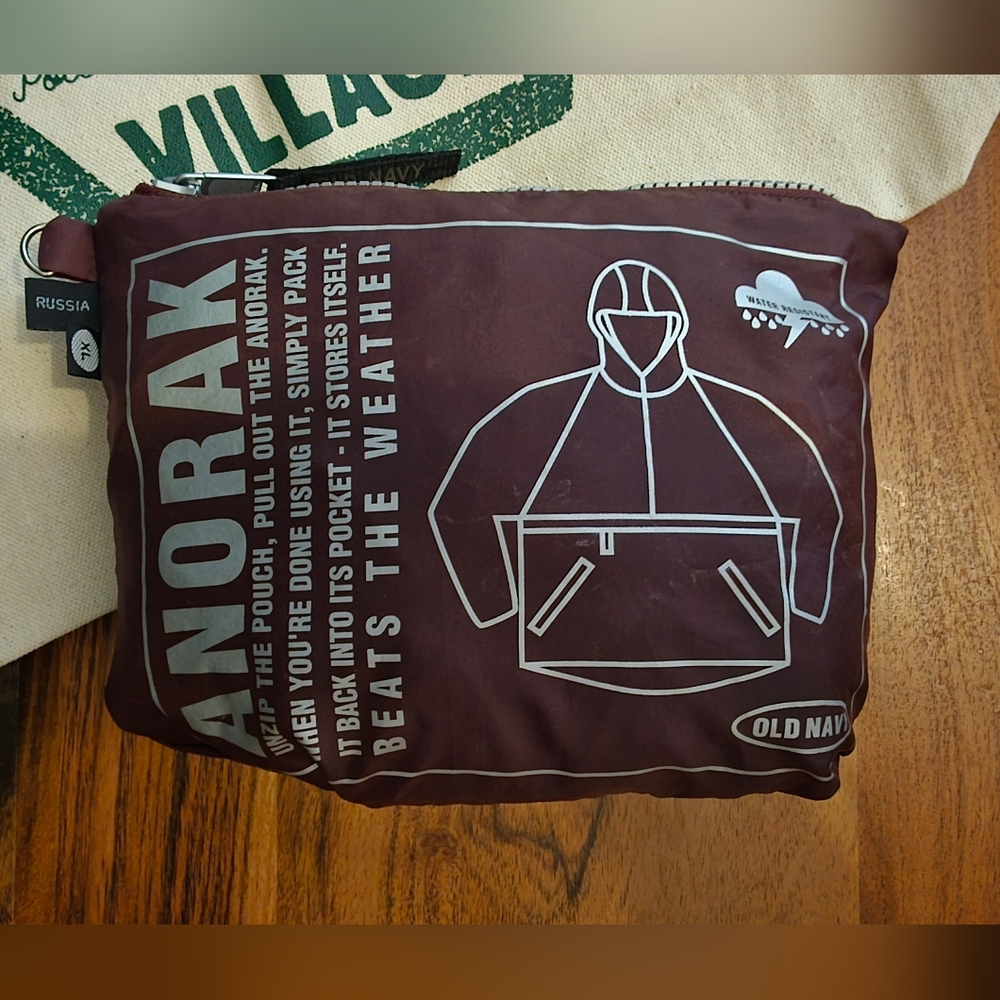 VILLAG
OLD NAVY
RUSSIA
XL
ANORAK
UNZIP THE POUCH, PULL OUT THE ANORAK.
WHEN YOU'RE DONE USING IT, SIMPLY PACK
IT BACK INTO ITS POCKET - IT STORES ITSELF.
BEATS THE WEATHER
WATER RESISTANT
OLD NAVY